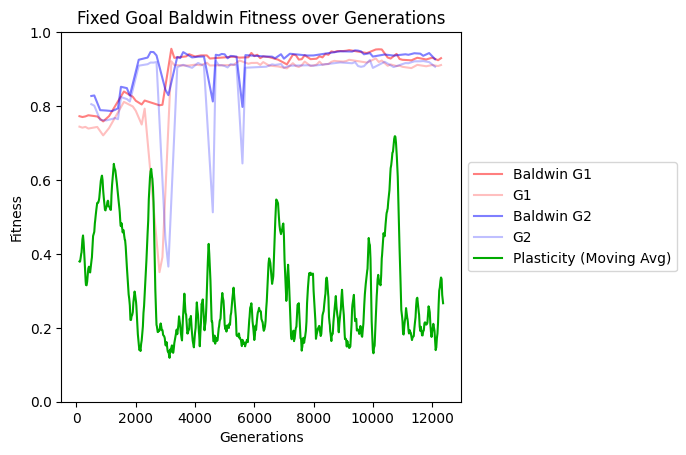 Fixed Goal Baldwin Fitness over Generations
1.0
0.8
0.6
0.4
0.2
0.0
Fitness
0 2000 4000 6000 8000 10000 12000
Generations
Baldwin G1
G1
Baldwin G2
G2
Plasticity (Moving Avg)